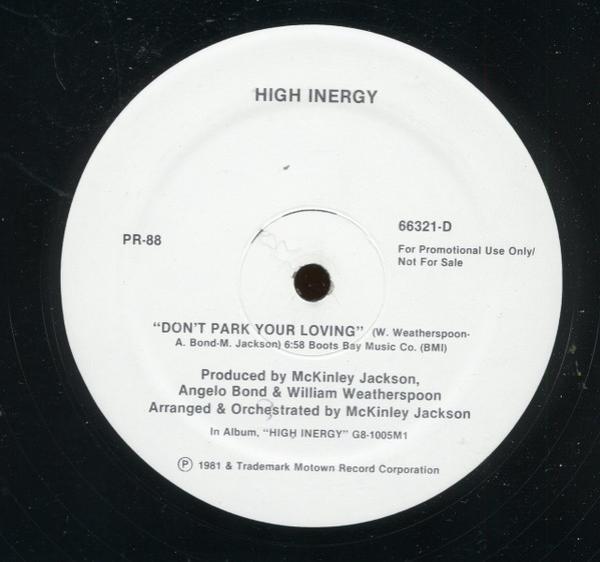 HIGH INERGY
PR-88
66321-D
For Promotional Use Only/
Not For Sale
"DON'T PARK YOUR LOVING" (W. Weatherspoon-
A. Bond-M. Jackson) 6:58 Boots Bay Music Co. (BMI)
Produced by McKinley Jackson,
Angelo Bond & William Weatherspoon
Arranged & Orchestrated by McKinley Jackson
In Album, "HIGH INERGY" G8-1005M1
Ⓟ 1981 & Trademark Motown Record Corporation